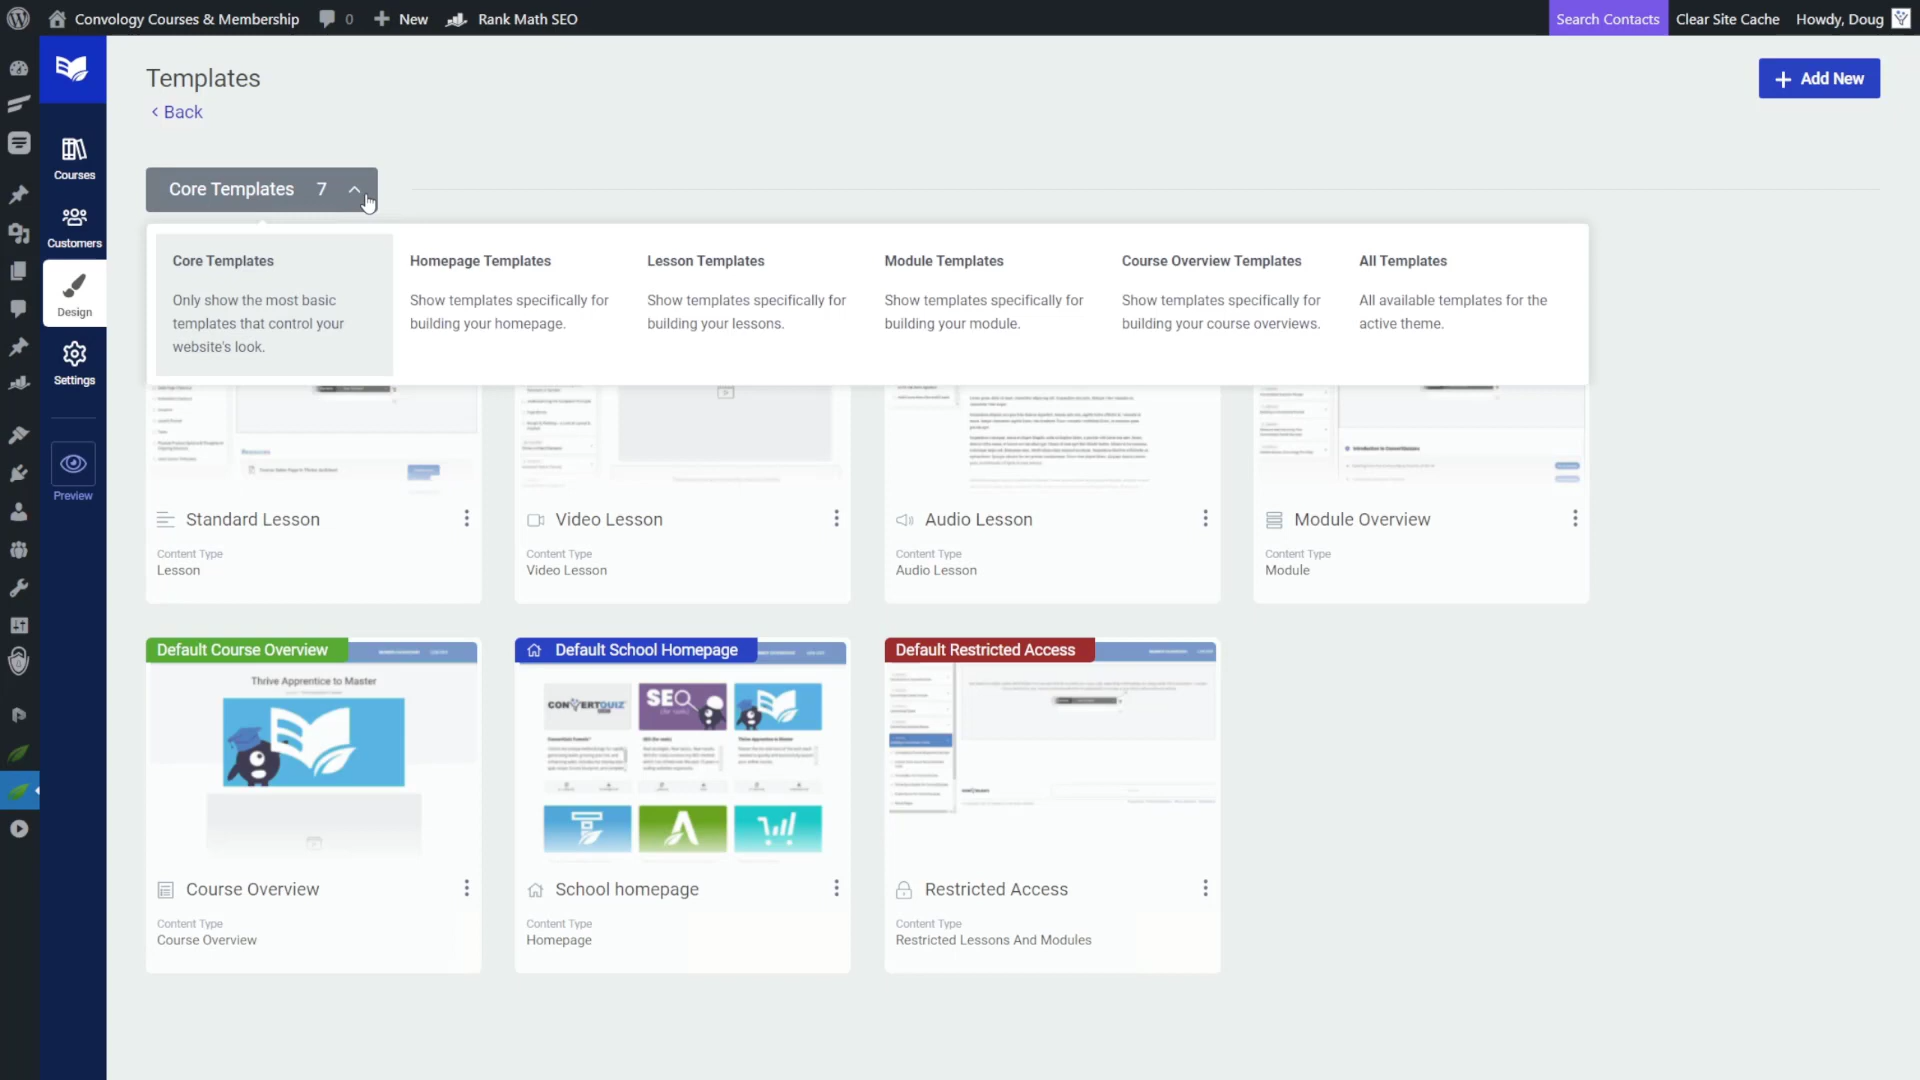 Convology Courses & Membership 0 New Rank Math SEO Search Contacts Clear Site Cache Howdy, Doug
Templates
Add New
< Back
Courses
Customers
Design
Settings
Preview
Core Templates 7
Core Templates
Only show the most basic
templates that control your
website's look.
Homepage Templates
Show templates specifically for
building your homepage.
Lesson Templates
Show templates specifically for
building your lessons.
Module Templates
Show templates specifically for
building your module.
Course Overview Templates
Show templates specifically for
building your course overviews.
All Templates
All available templates for the
active theme.
Standard Lesson
Content Type
Lesson
Video Lesson
Content Type
Video Lesson
Audio Lesson
Content Type
Audio Lesson
Module Overview
Content Type
Module
Default Course Overview
Thrive Apprentice to Master
Course Overview
Content Type
Course Overview
Default School Homepage
CONVERTQUIZ
SEO
School homepage
Content Type
Homepage
Default Restricted Access
Restricted Access
Content Type
Restricted Lessons And Modules